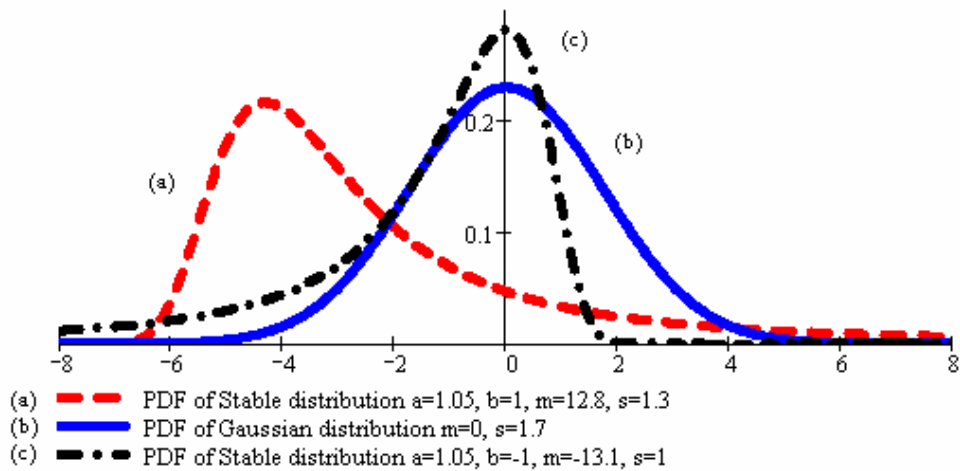 (c)
0.2
(b)
(a)
0.1
−8 −6 −4 −2 0 2 4 6 8
(a) PDF of Stable distribution a=1.05, b=1, m=12.8, s=1.3
(b) PDF of Gaussian distribution m=0, s=1.7
(c) PDF of Stable distribution a=1.05, b=-1, m=-13.1, s=1